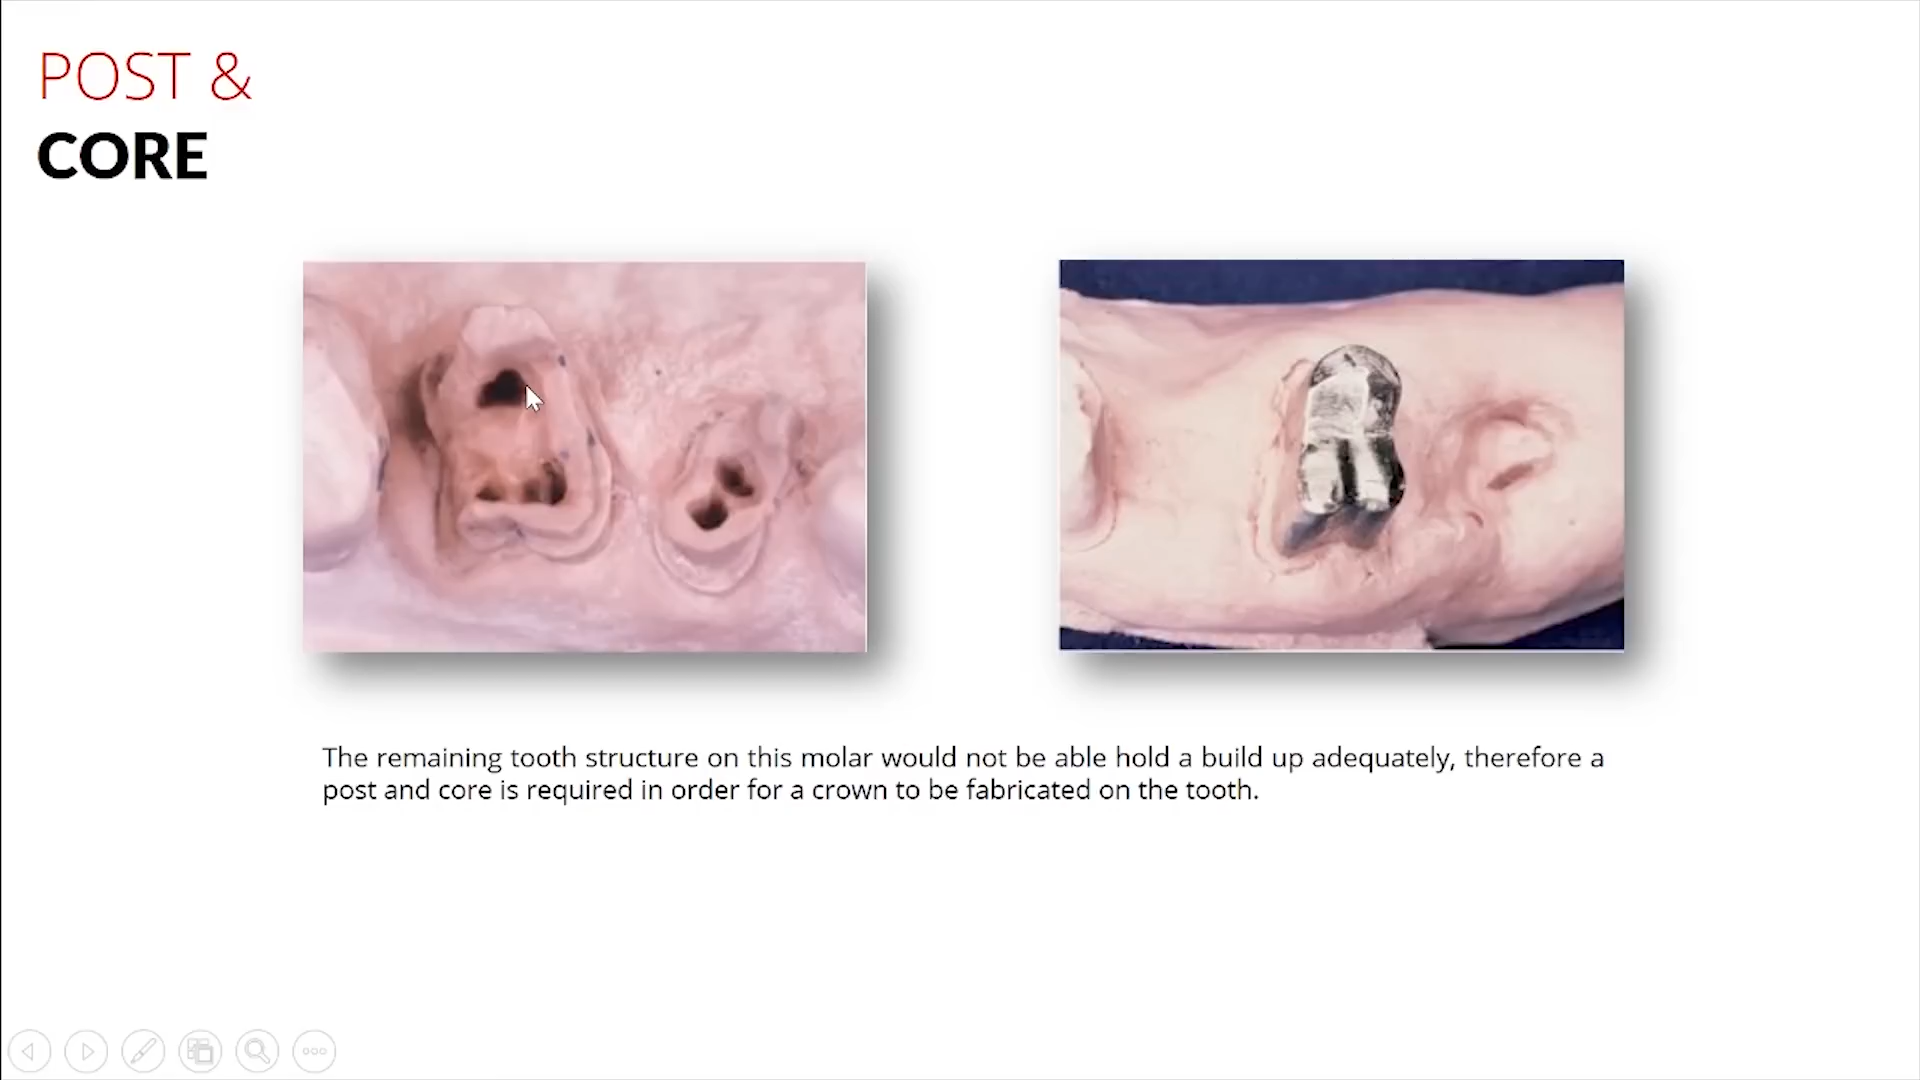 POST &
CORE
The remaining tooth structure on this molar would not be able hold a build up adequately, therefore a
post and core is required in order for a crown to be fabricated on the tooth.